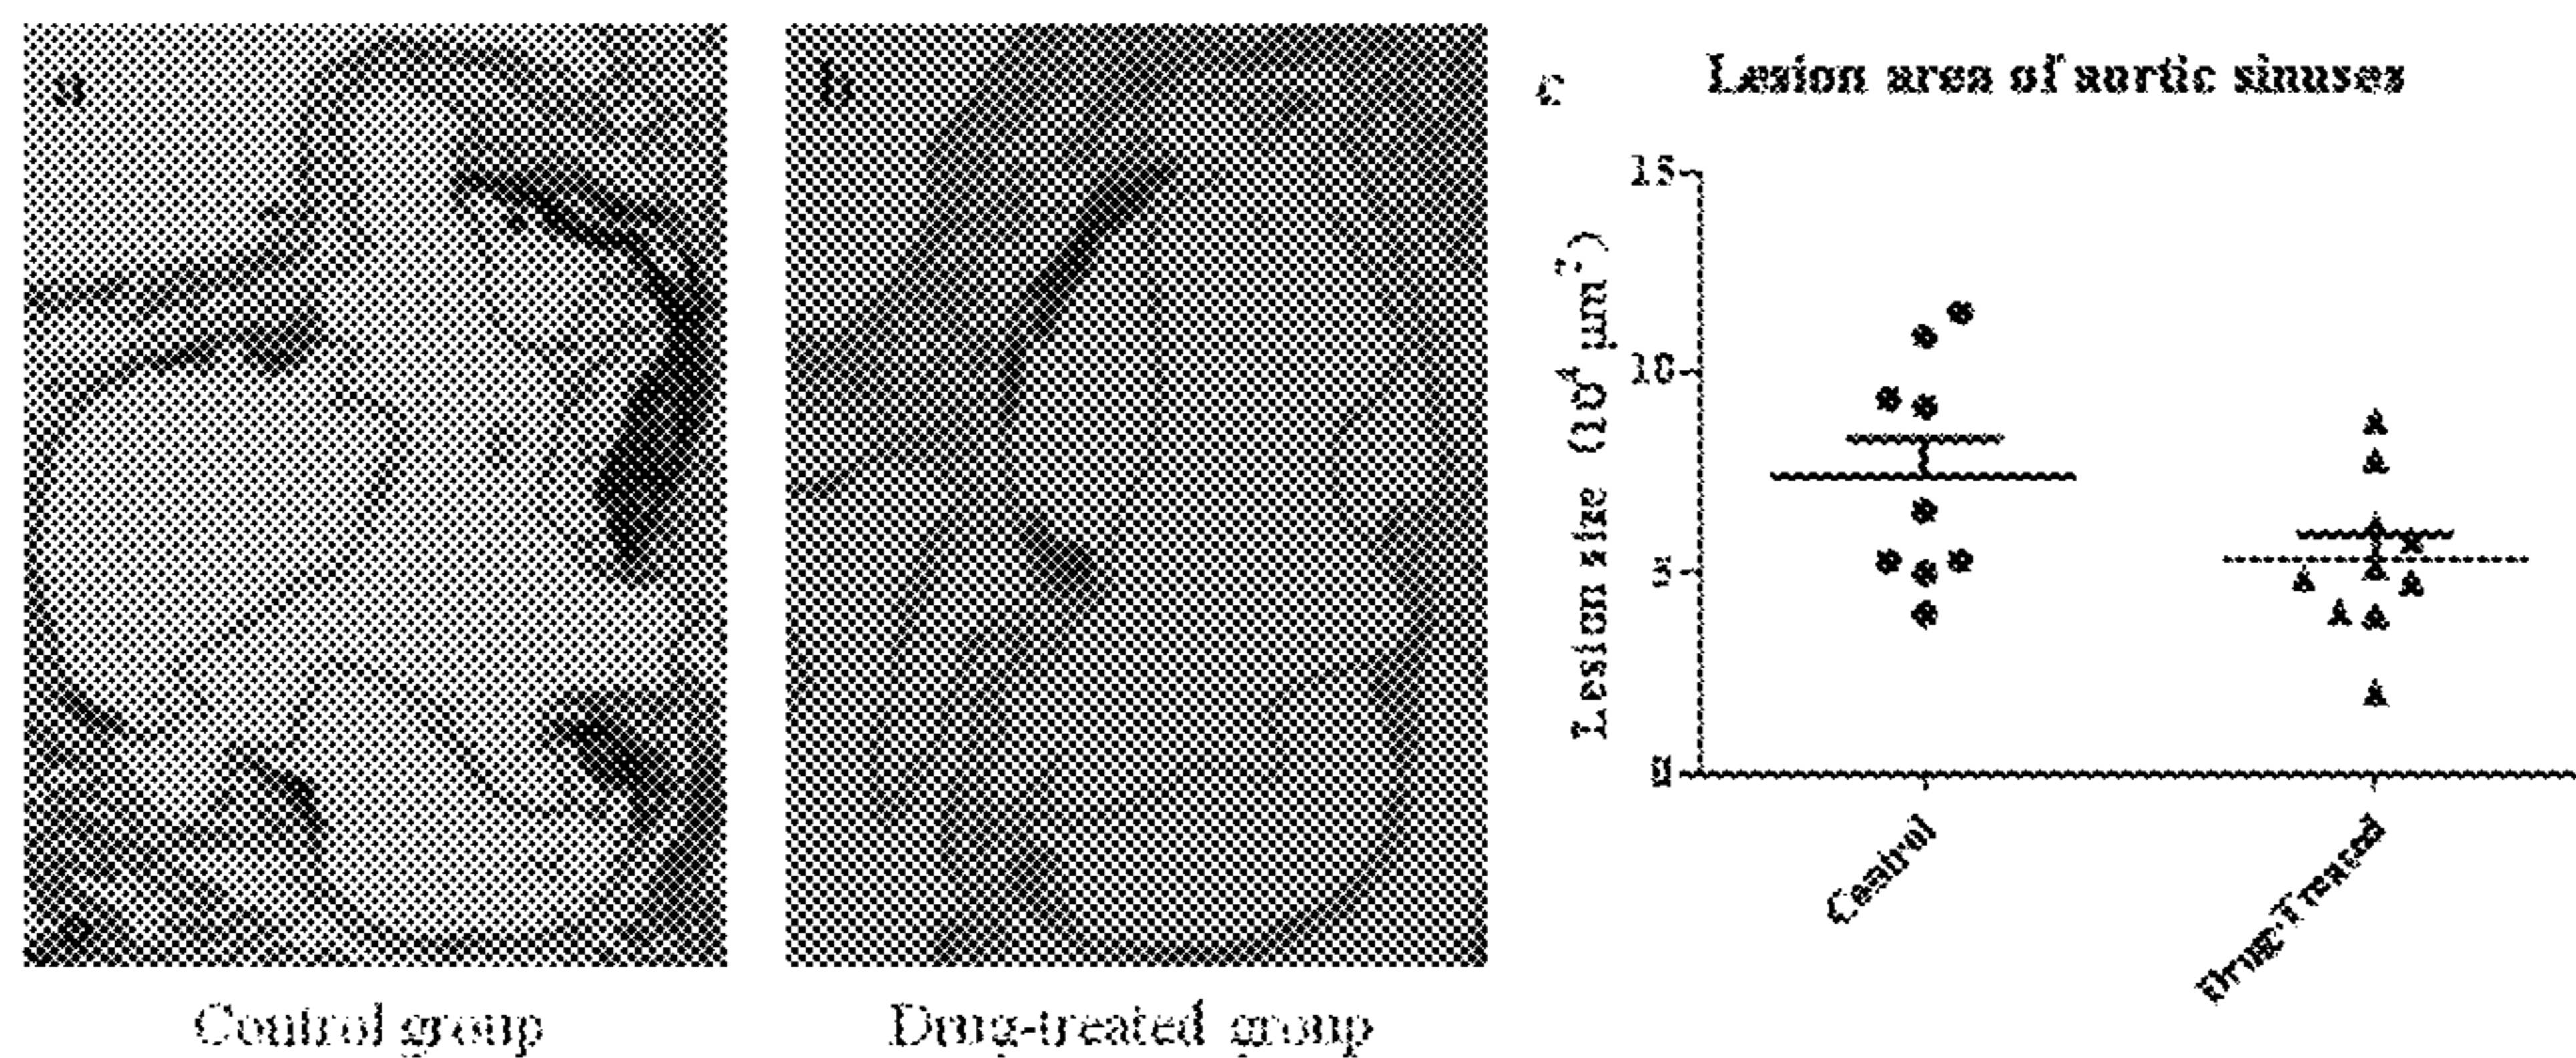 a
b
c
Lesion area of aortic sinuses
Lesion size (10⁴ µm²)
15
10
5
0
Control
Drug-Treated
Control group
Drug-treated group